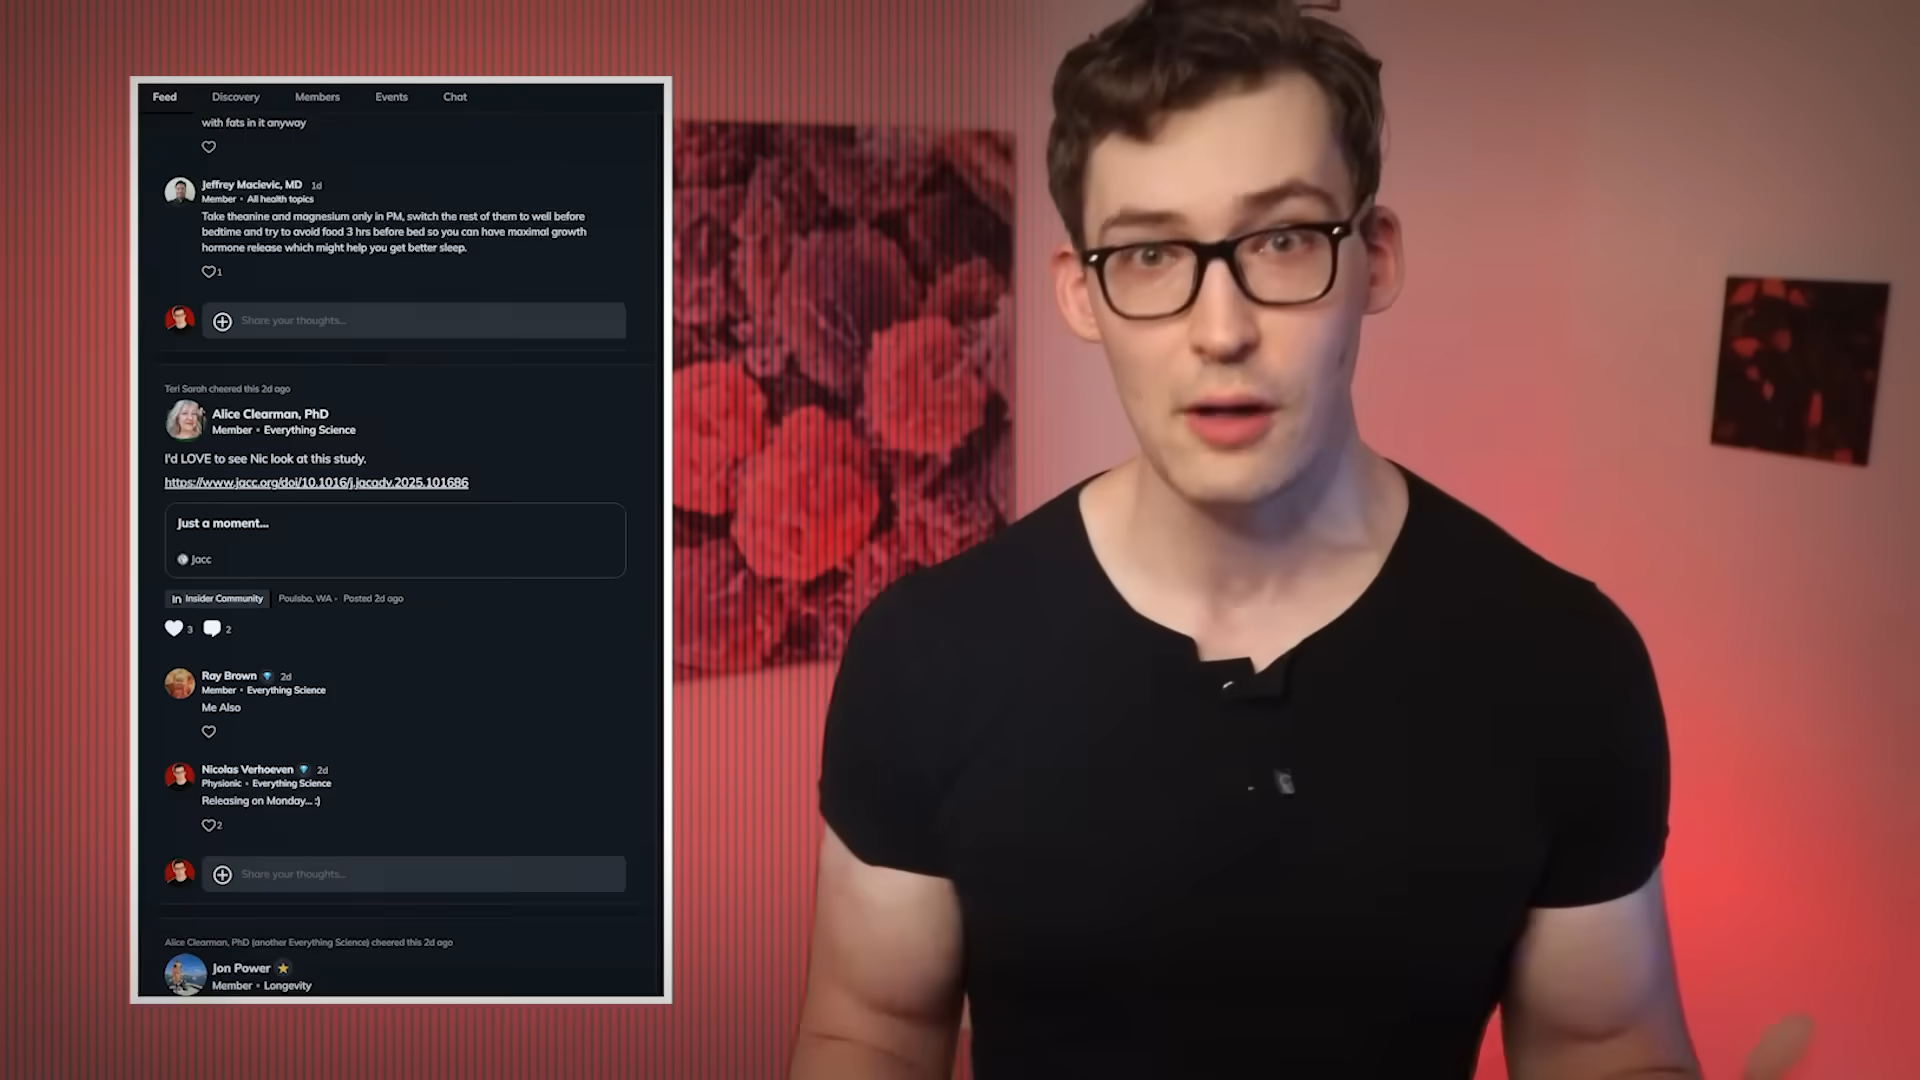 Feed Discovery Members Events Chat
with fats in it anyway
Jeffrey Macievic, MD 1d
Member • All health topics
Take theanine and magnesium only in PM, switch the rest of them to well before
bedtime and try to avoid food 3 hrs before bed so you can have maximal growth
hormone release which might help you get better sleep.
1
Share your thoughts...
Teri Sarah cheered this 2d ago
Alice Clearman, PhD
Member • Everything Science
I'd LOVE to see Nic look at this study.
https://www.jacc.org/doi/10.1016/j.jacadv.2025.101686
Just a moment...
Jacc
in Insider Community Poulsbo, WA • Posted 2d ago
3 2
Ray Brown 2d
Member • Everything Science
Me Also
Nicolas Verhoeven 2d
Physionic • Everything Science
Releasing on Monday... :)
2
Share your thoughts...
Alice Clearman, PhD (another Everything Science) cheered this 2d ago
Jon Power
Member • Longevity